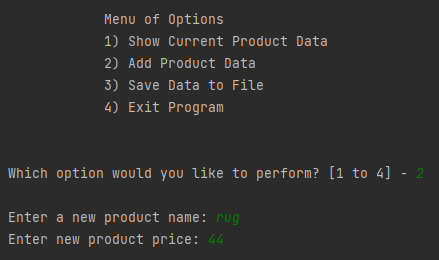 Menu of Options
1) Show Current Product Data
2) Add Product Data
3) Save Data to File
4) Exit Program
Which option would you like to perform? [1 to 4] - 2
Enter a new product name: rug
Enter new product price: 44